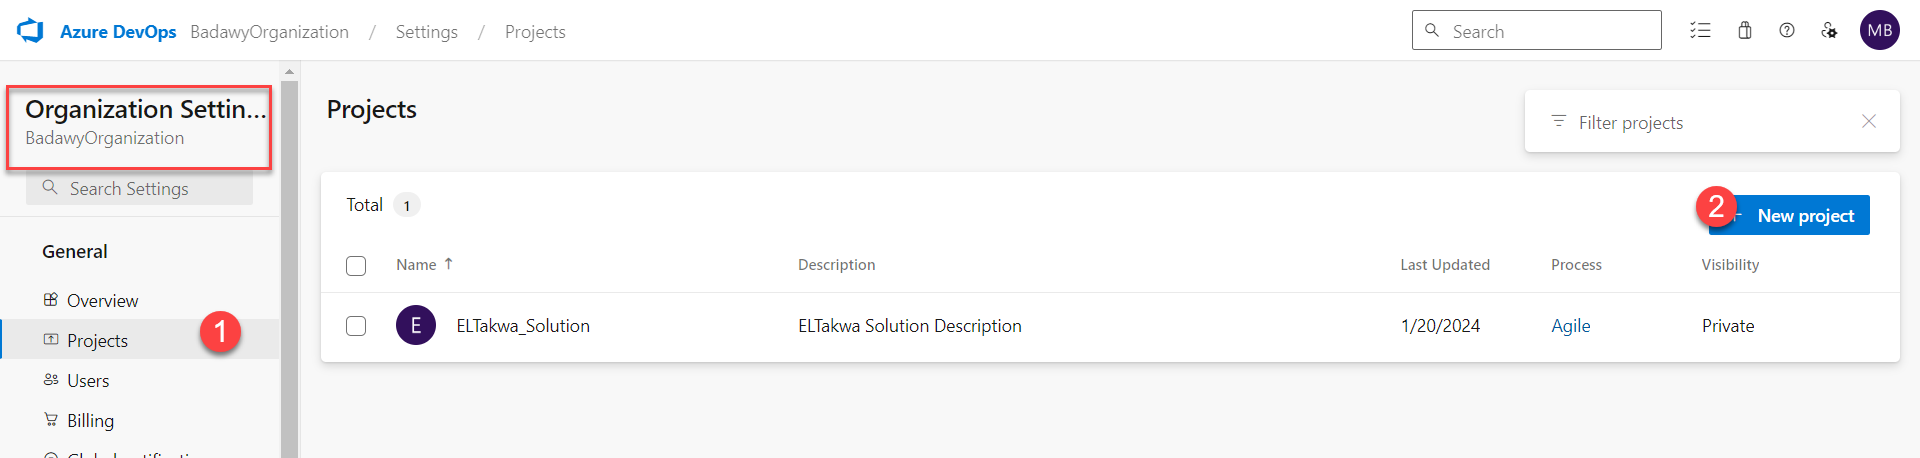 Azure DevOps BadawyOrganization / Settings / Projects Search MB
Organization Settin...
BadawyOrganization
Search Settings
General
Overview
Projects 1
Users
Billing
Projects
Filter projects
Total 1
2 New project
Name ↑ Description Last Updated Process Visibility
E ELTakwa_Solution ELTakwa Solution Description 1/20/2024 Agile Private